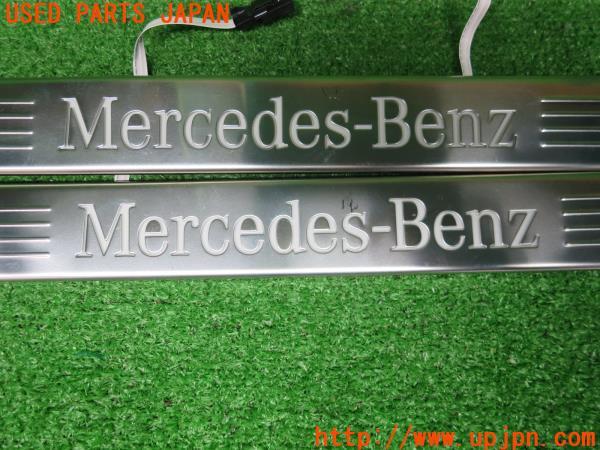 USED PARTS JAPAN
Mercedes-Benz
Mercedes-Benz
http://www.upjpn.com/